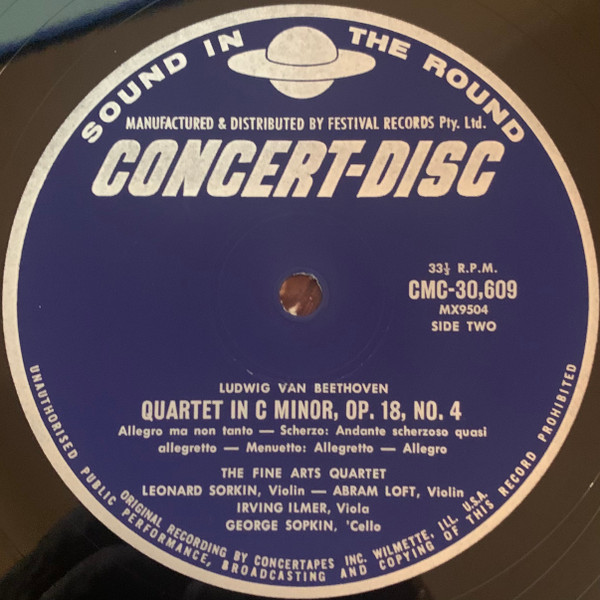 SOUND IN THE ROUND
MANUFACTURED & DISTRIBUTED BY FESTIVAL RECORDS Pty. Ltd.
CONCERT-DISC
33⅓ R.P.M.
CMC-30,609
MX9504
SIDE TWO
LUDWIG VAN BEETHOVEN
QUARTET IN C MINOR, OP. 18, NO. 4
Allegro ma non tanto — Scherzo: Andante scherzoso quasi
allegretto — Menuetto: Allegretto — Allegro
THE FINE ARTS QUARTET
LEONARD SORKIN, Violin — ABRAM LOFT, Violin
IRVING ILMER, Viola
GEORGE SOPKIN, 'Cello
ORIGINAL RECORDING BY CONCERTAPES INC. WILMETTE, ILL. U.S.A.
UNAUTHORISED PUBLIC PERFORMANCE, BROADCASTING AND COPYING OF THIS RECORD PROHIBITED